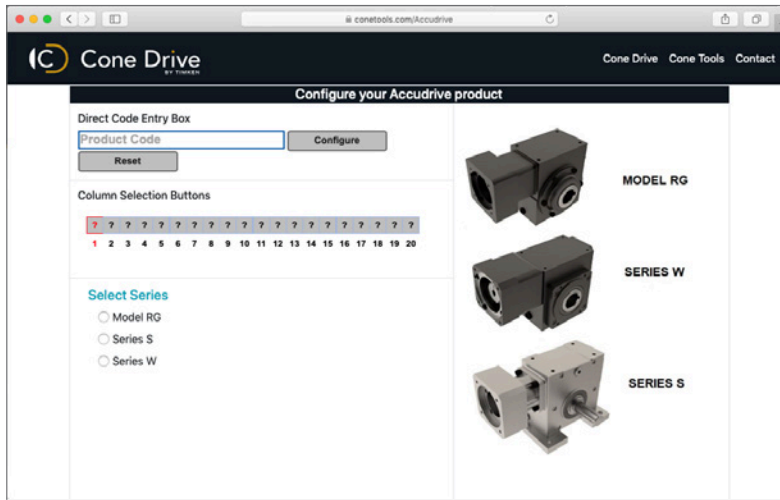 conetools.com/Accudrive
Cone Drive
BY TIMKEN
Cone Drive Cone Tools Contact
Configure your Accudrive product
Direct Code Entry Box
Product Code
Configure
Reset
Column Selection Buttons
? ? ? ? ? ? ? ? ? ? ? ? ? ? ? ? ? ? ? ?
1 2 3 4 5 6 7 8 9 10 11 12 13 14 15 16 17 18 19 20
Select Series
Model RG
Series S
Series W
MODEL RG
SERIES W
SERIES S